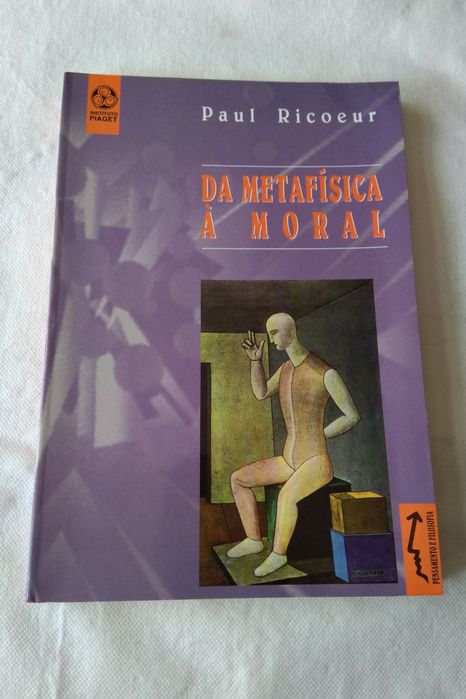 INSTITUTO
PIAGET
Paul Ricoeur
DA METAFÍSICA
À MORAL
PENSAMENTO E FILOSOFIA